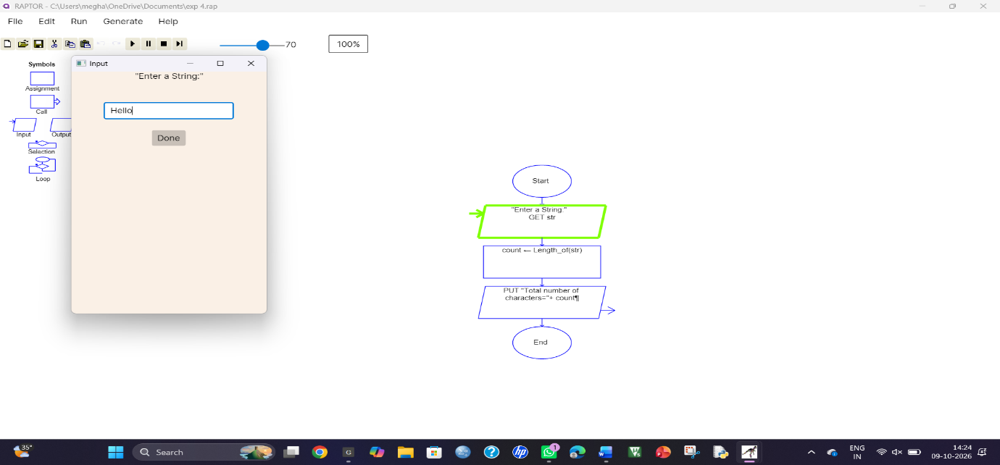 RAPTOR - C:\Users\megha\OneDrive\Documents\exp 4.rap
File Edit Run Generate Help
70
100%
Symbols
Assignment
Call
Input Output
Selection
Loop
Input
"Enter a String:"
Hello
Done
Start
"Enter a String:"
GET str
count ← Length_of(str)
PUT "Total number of
characters="+ count¶
End
35°
Search
1
ENG
IN
14:24
09-10-2026